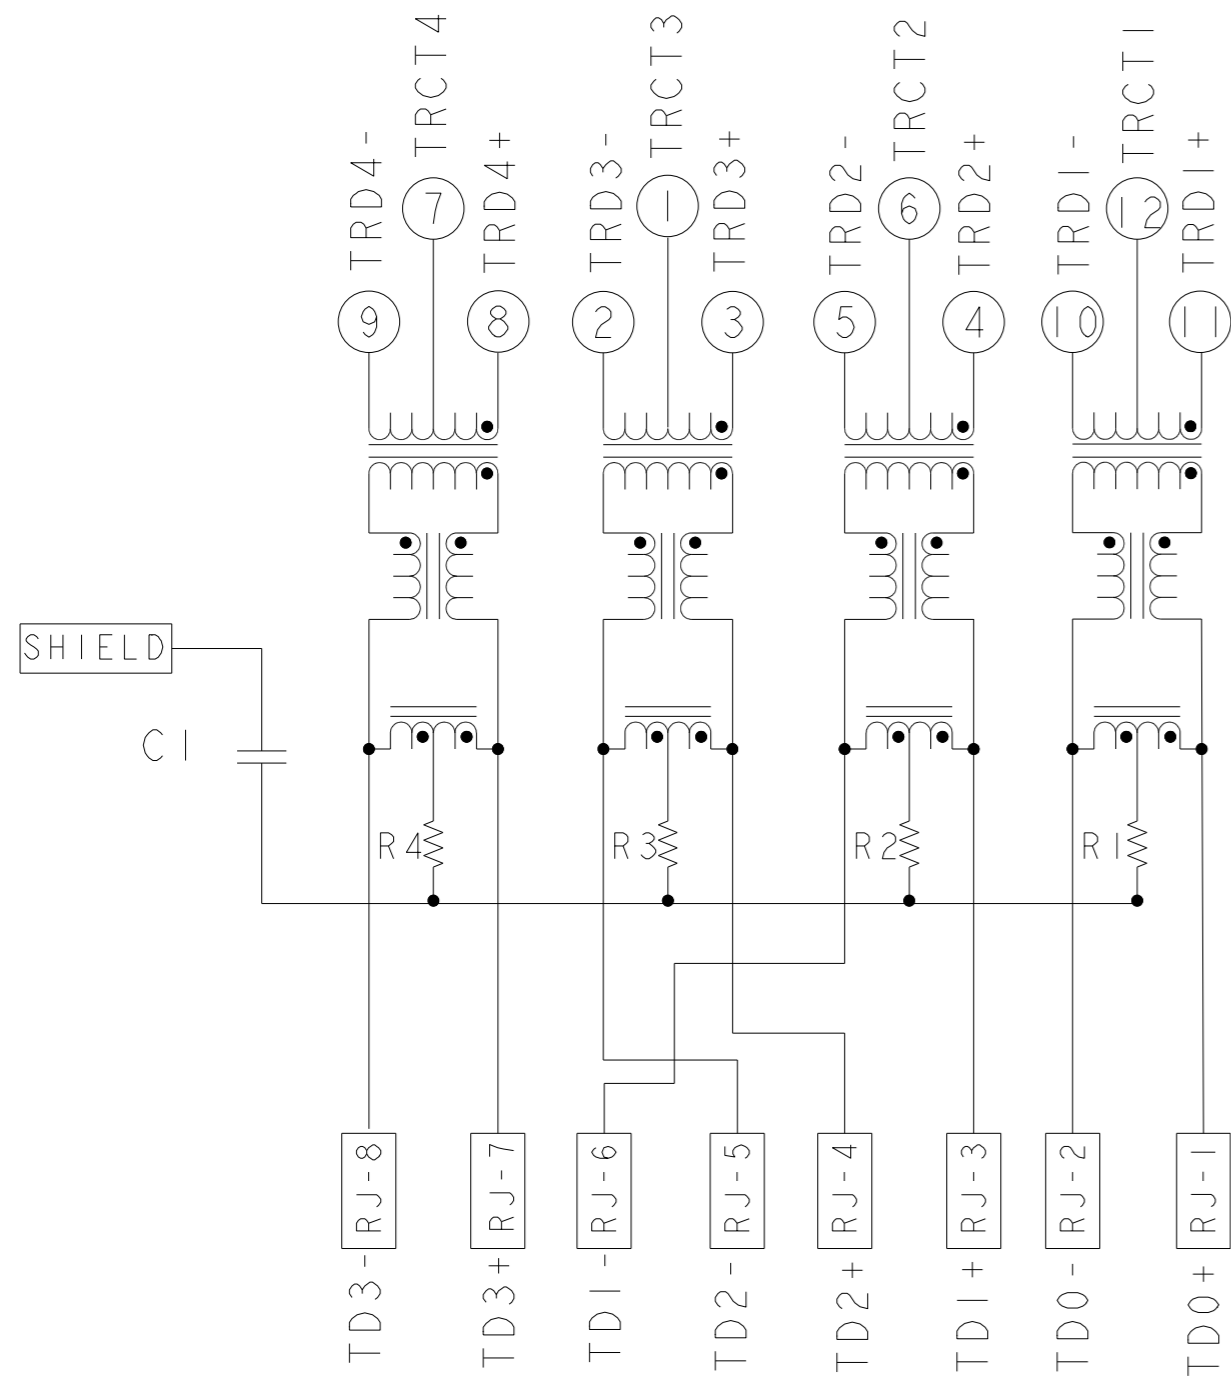 TRD4-
TRCT4
TRD4+
TRD3-
TRCT3
TRD3+
TRD2-
TRCT2
TRD2+
TRD1-
TRCT1
TRD1+
7
1
6
12
9
8
2
3
5
4
10
11
SHIELD
C1
R4
R3
R2
R1
RJ-8
RJ-7
RJ-6
RJ-5
RJ-4
RJ-3
RJ-2
RJ-1
TD3-
TD3+
TD1-
TD2-
TD2+
TD1+
TD0-
TD0+